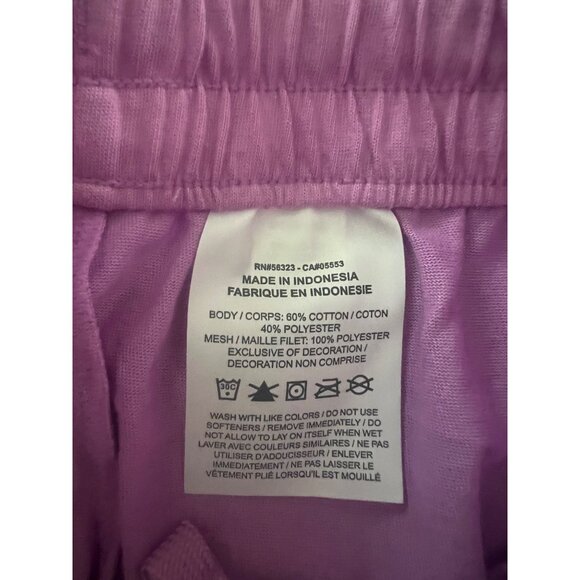 RN#56323 - CA#05553
MADE IN INDONESIA
FABRIQUE EN INDONESIE
BODY / CORPS: 60% COTTON / COTON
40% POLYESTER
MESH / MAILLE FILET: 100% POLYESTER
EXCLUSIVE OF DECORATION /
DECORATION NON COMPRISE
30C
WASH WITH LIKE COLORS / DO NOT USE
SOFTENERS / REMOVE IMMEDIATELY / DO
NOT ALLOW TO LAY ON ITSELF WHEN WET
LAVER AVEC COULEURS SIMILAIRES / NE PAS
UTILISER D'ADDUCISSEUR / ENLEVER
IMMEDIATEMENT / NE PAS LAISSER LE
VÊTEMENT PLIÉ LORSQU'IL EST MOUILLÉ